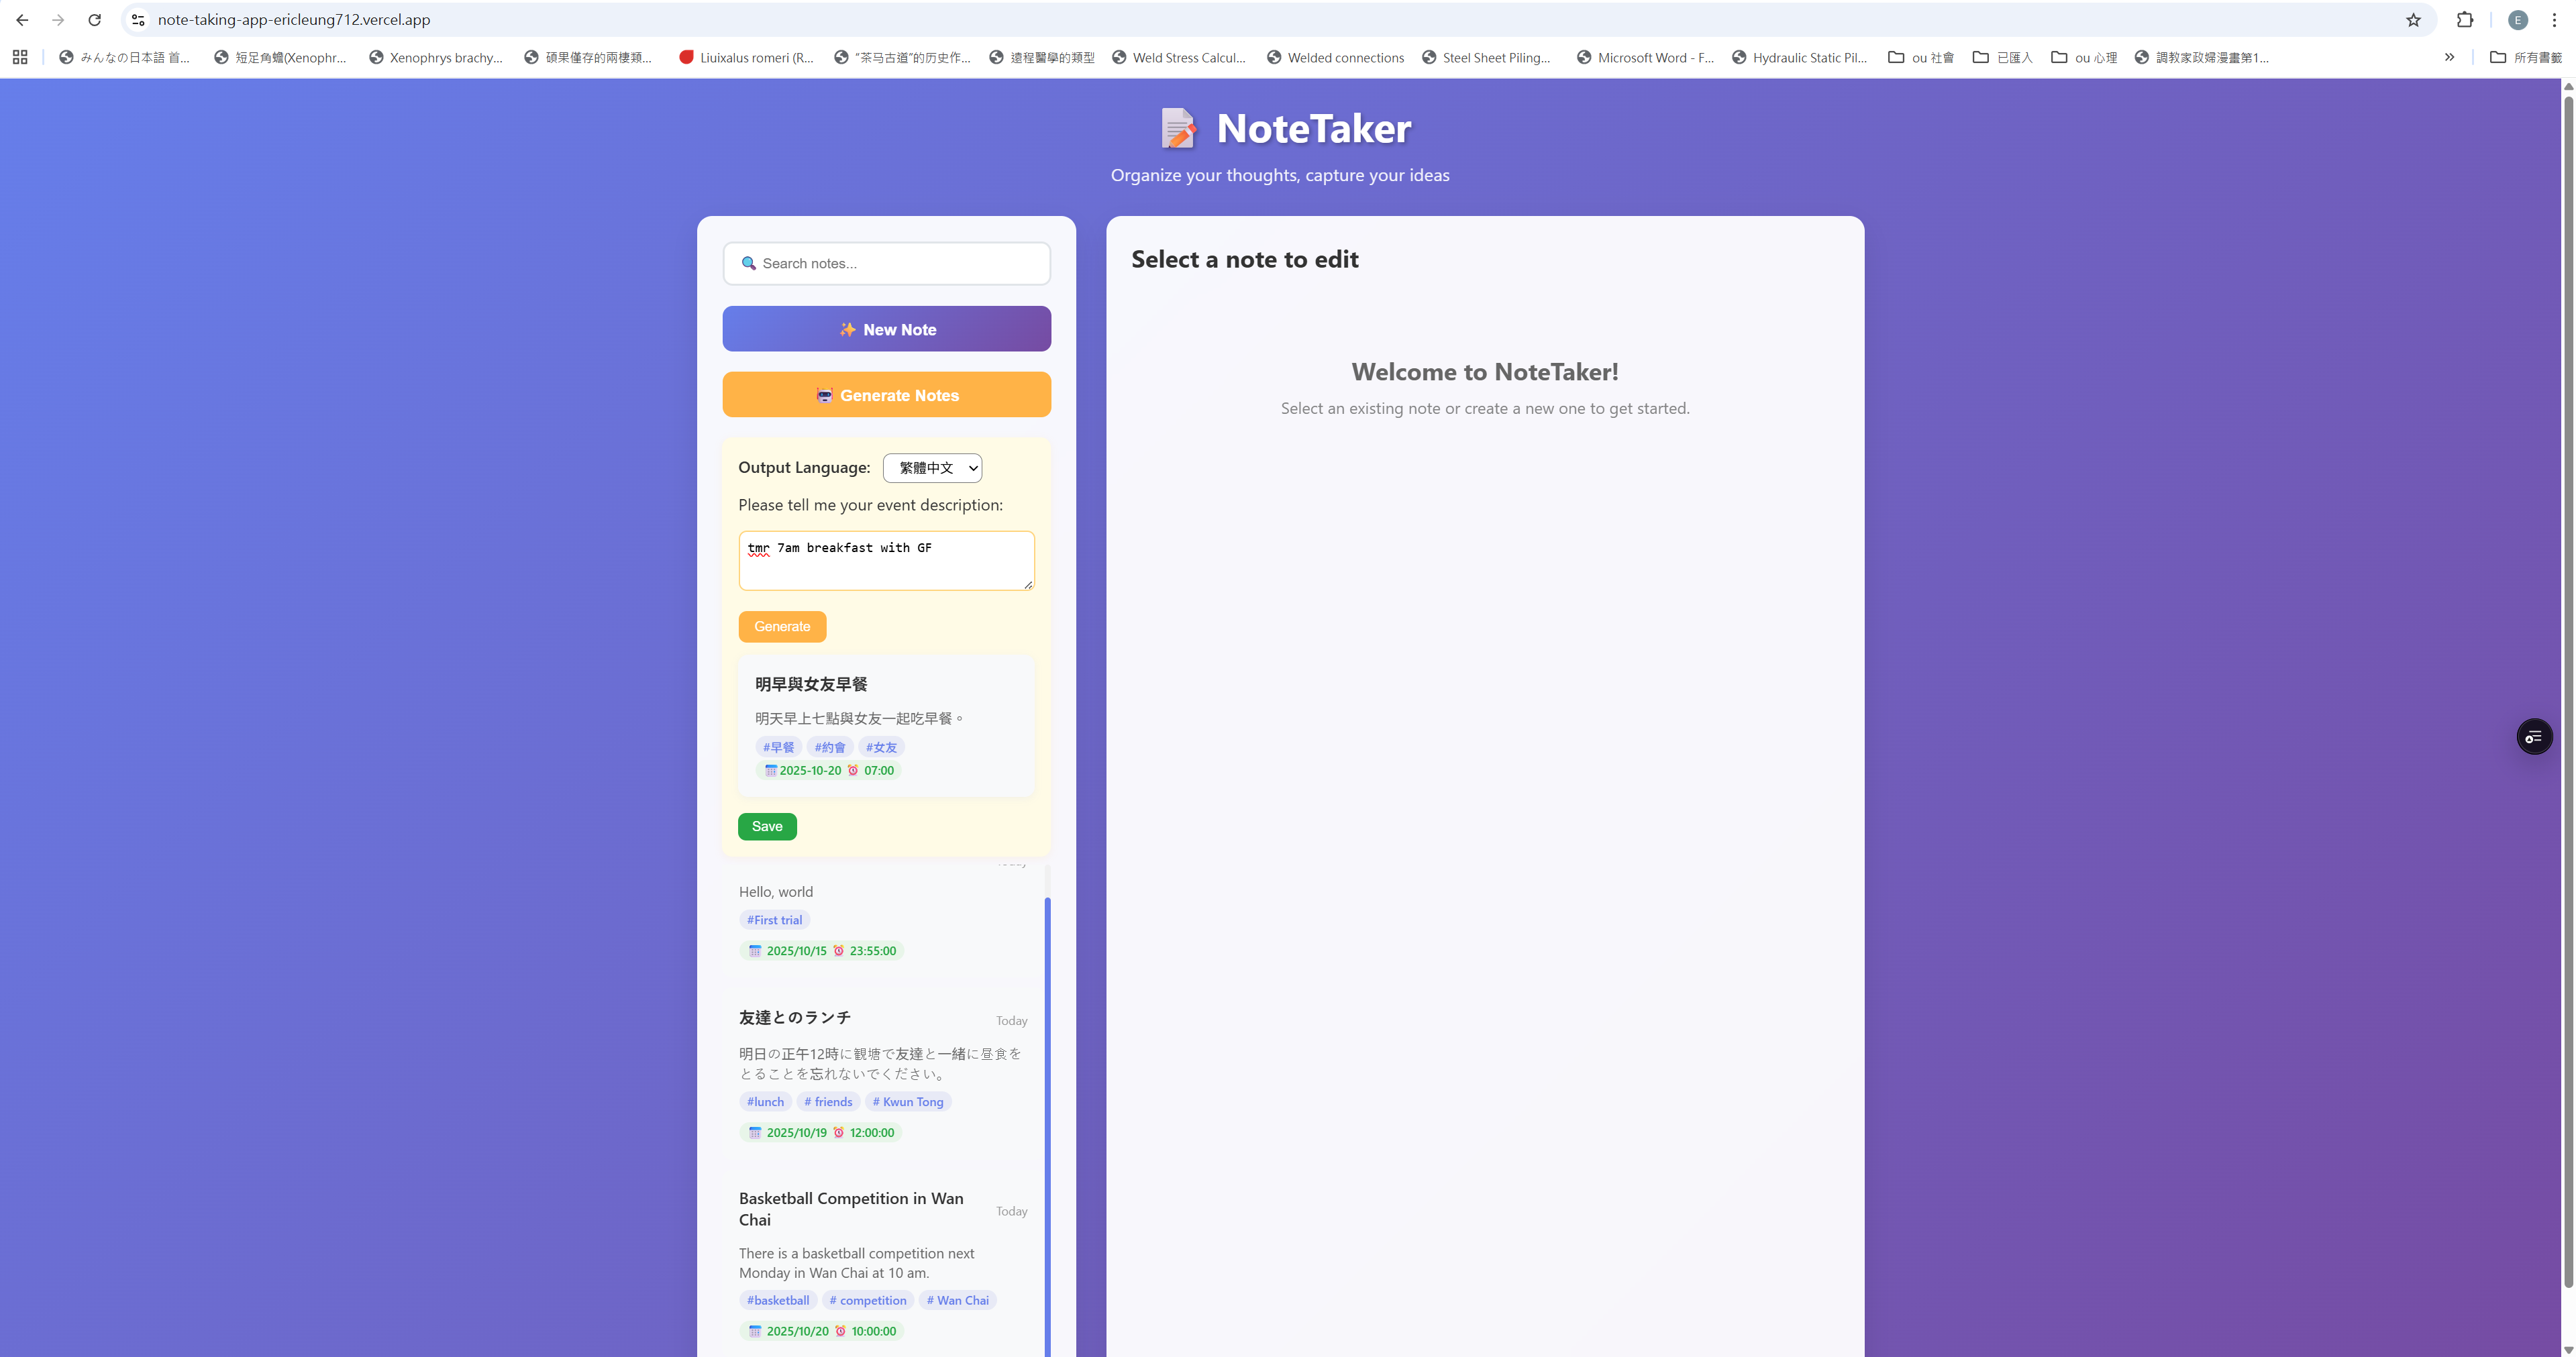 note-taking-app-ericleung712.vercel.app
E
みんなの日本語 首...
短足角蟾(Xenophr...
Xenophrys brachy...
碩果僅存的兩棲類...
Liuixalus romeri (R...
“茶马古道”的历史作...
遠程醫學的類型
Weld Stress Calcul...
Welded connections
Steel Sheet Piling...
Microsoft Word - F...
Hydraulic Static Pil...
ou 社會
已匯入
ou 心理
調教家政婦漫畫第1...
»
所有書籤
NoteTaker
Organize your thoughts, capture your ideas
Search notes...
New Note
Generate Notes
Output Language: 繁體中文
Please tell me your event description:
tmr 7am breakfast with GF
Generate
明早與女友早餐
明天早上七點與女友一起吃早餐。
#早餐 #約會 #女友
2025-10-20 07:00
Save
Today
Hello, world
#First trial
2025/10/15 23:55:00
友達とのランチ
Today
明日の正午12時に観塘で友達と一緒に昼食を
とることを忘れないでください。
#lunch # friends # Kwun Tong
2025/10/19 12:00:00
Basketball Competition in Wan
Chai
Today
There is a basketball competition next
Monday in Wan Chai at 10 am.
#basketball # competition # Wan Chai
2025/10/20 10:00:00
Select a note to edit
Welcome to NoteTaker!
Select an existing note or create a new one to get started.